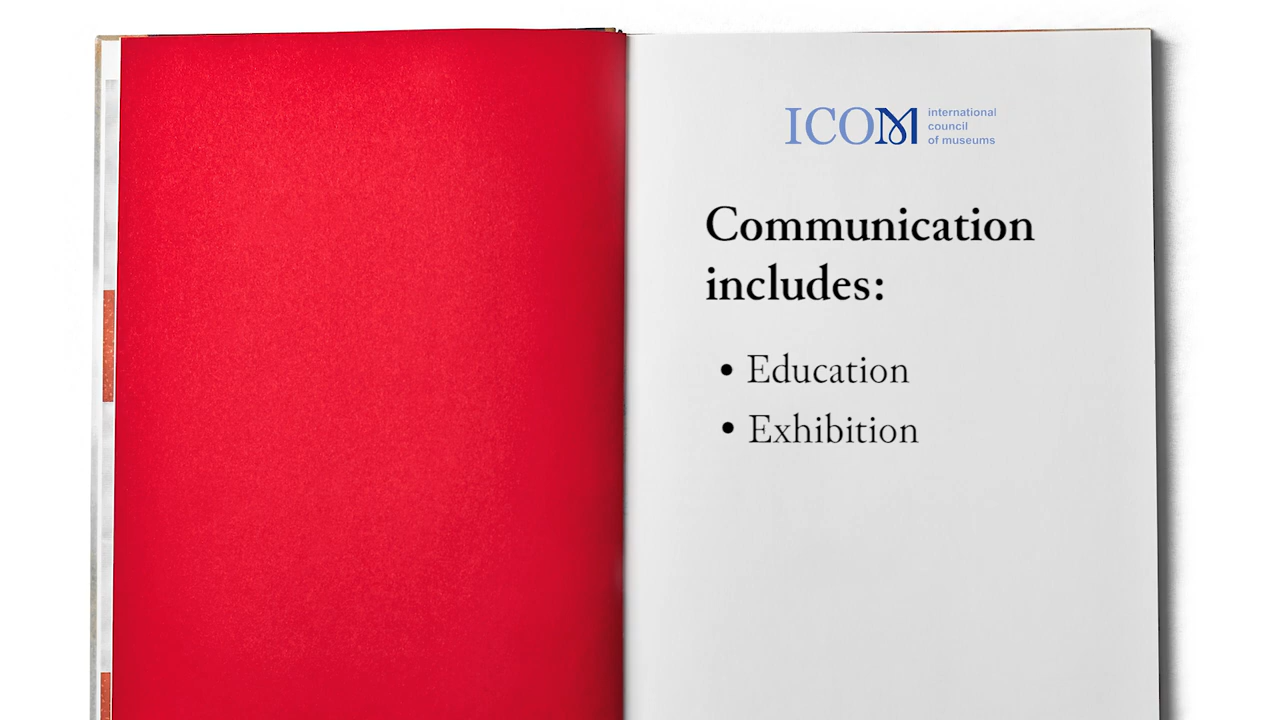 ICOM
international
council
of museums
Communication
includes:
• Education
• Exhibition